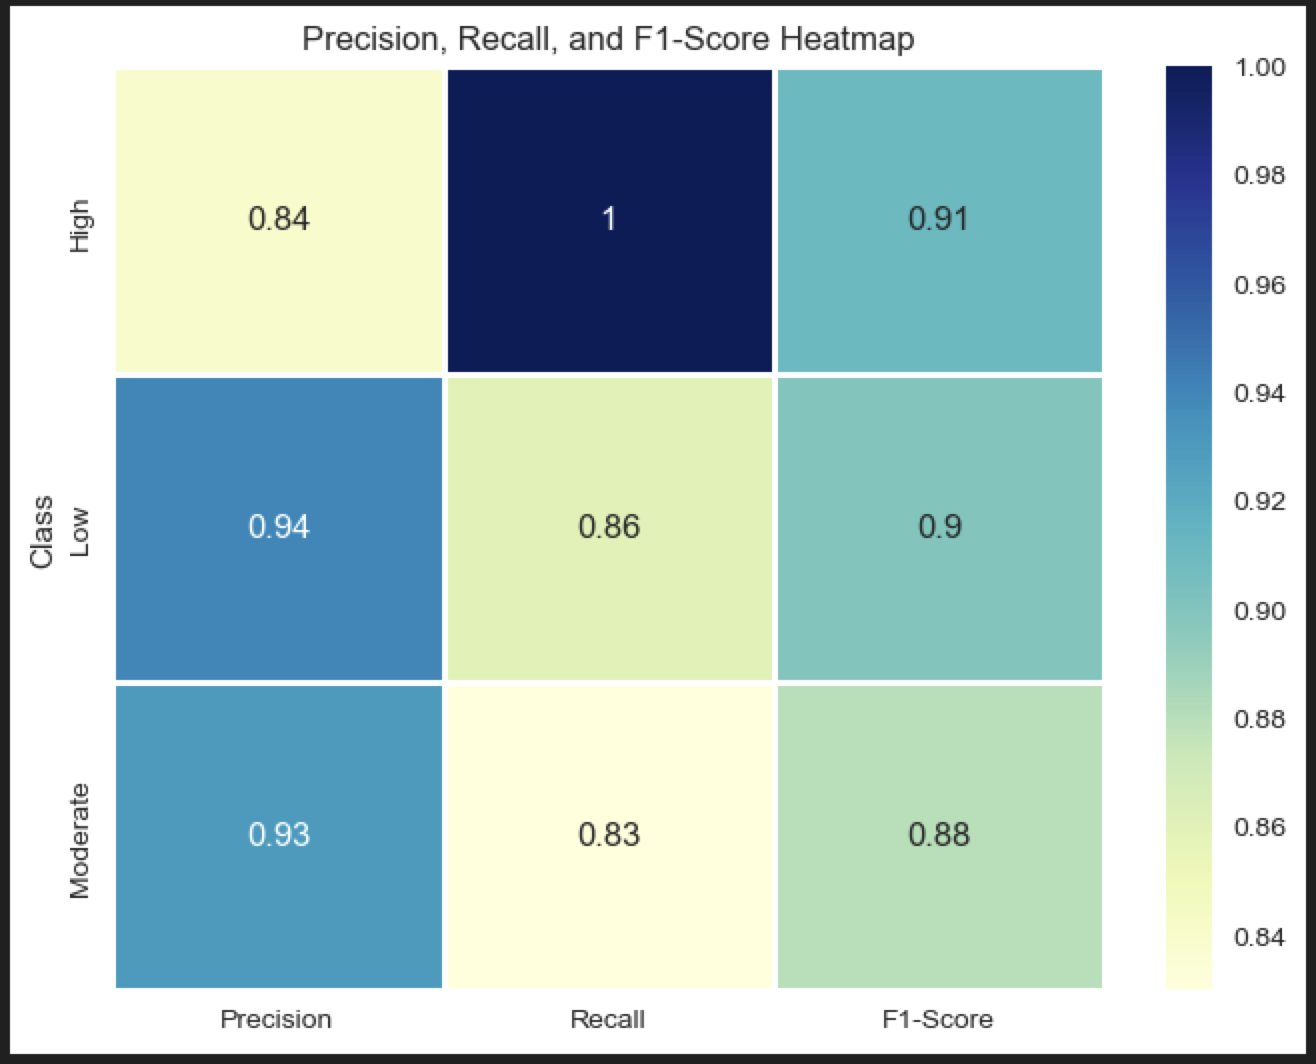 Precision, Recall, and F1-Score Heatmap
High
0.84
1
0.91
Class
Low
0.94
0.86
0.9
Moderate
0.93
0.83
0.88
Precision
Recall
F1-Score
1.00
0.98
0.96
0.94
0.92
0.90
0.88
0.86
0.84